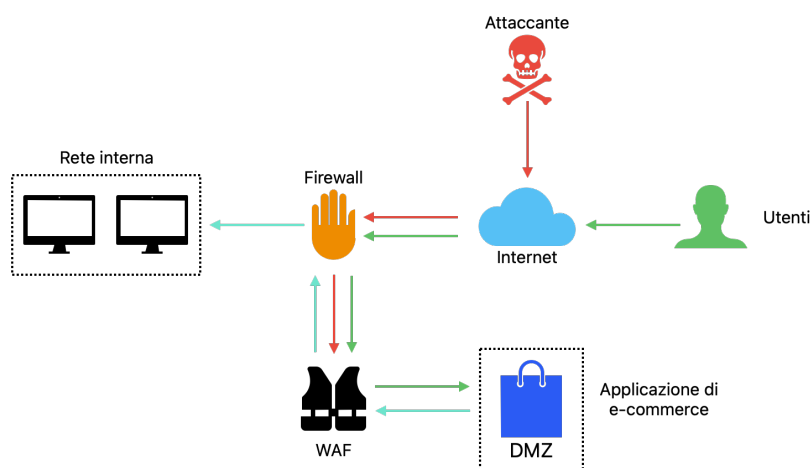 Attaccante
Rete interna
Firewall
Utenti
Internet
Applicazione di
e-commerce
WAF
DMZ